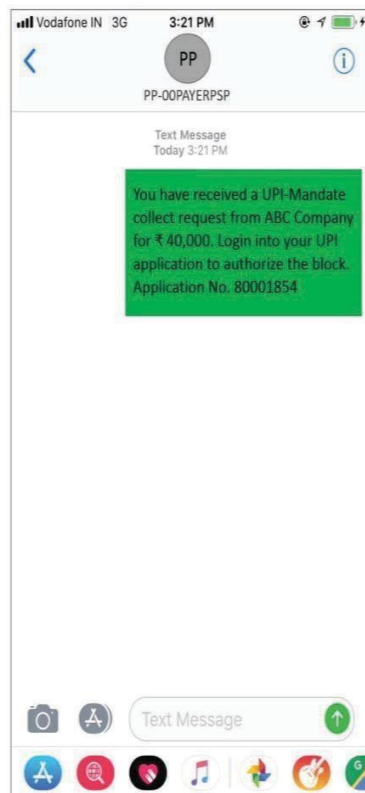 Vodafone IN 3G 3:21 PM
PP
PP-00PAYERPSP
Text Message
Today 3:21 PM
You have received a UPI-Mandate
collect request from ABC Company
for ₹ 40,000. Login into your UPI
application to authorize the block.
Application No. 80001854
Text Message
G